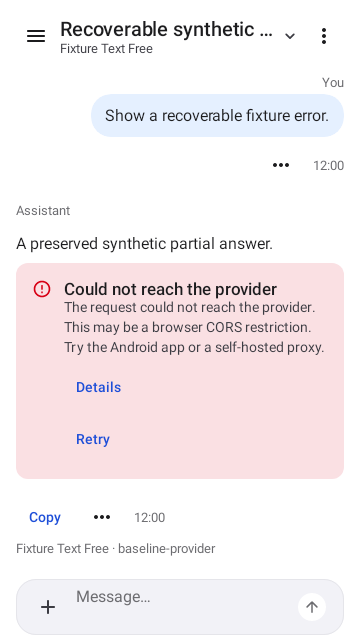 Recoverable synthetic ...
Fixture Text Free
You
Show a recoverable fixture error.
12:00
Assistant
A preserved synthetic partial answer.
Could not reach the provider
The request could not reach the provider.
This may be a browser CORS restriction.
Try the Android app or a self-hosted proxy.
Details
Retry
Copy
12:00
Fixture Text Free · baseline-provider
Message...